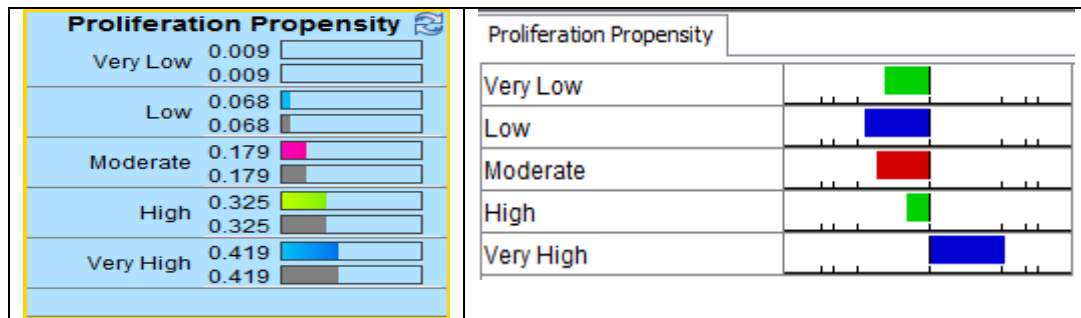 Proliferation Propensity
Very Low 0.009
0.009
Low 0.068
0.068
Moderate 0.179
0.179
High 0.325
0.325
Very High 0.419
0.419
Proliferation Propensity
Very Low
Low
Moderate
High
Very High